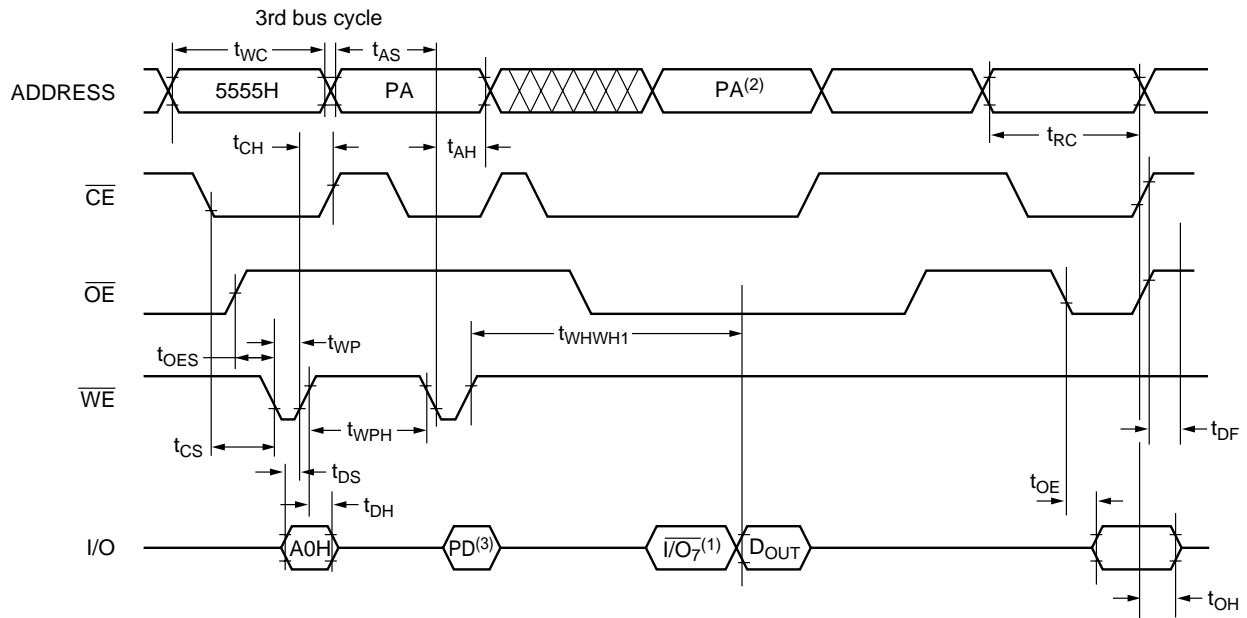 3rd bus cycle
tWC
tAS
ADDRESS
5555H
PA
PA(2)
tCH
tAH
tRC
CE
OE
tWHWH1
tOES
tWP
WE
tCS
tWPH
tDF
tDS
tOE
tDH
I/O
A0H
PD(3)
I/O7(1)
DOUT
tOH